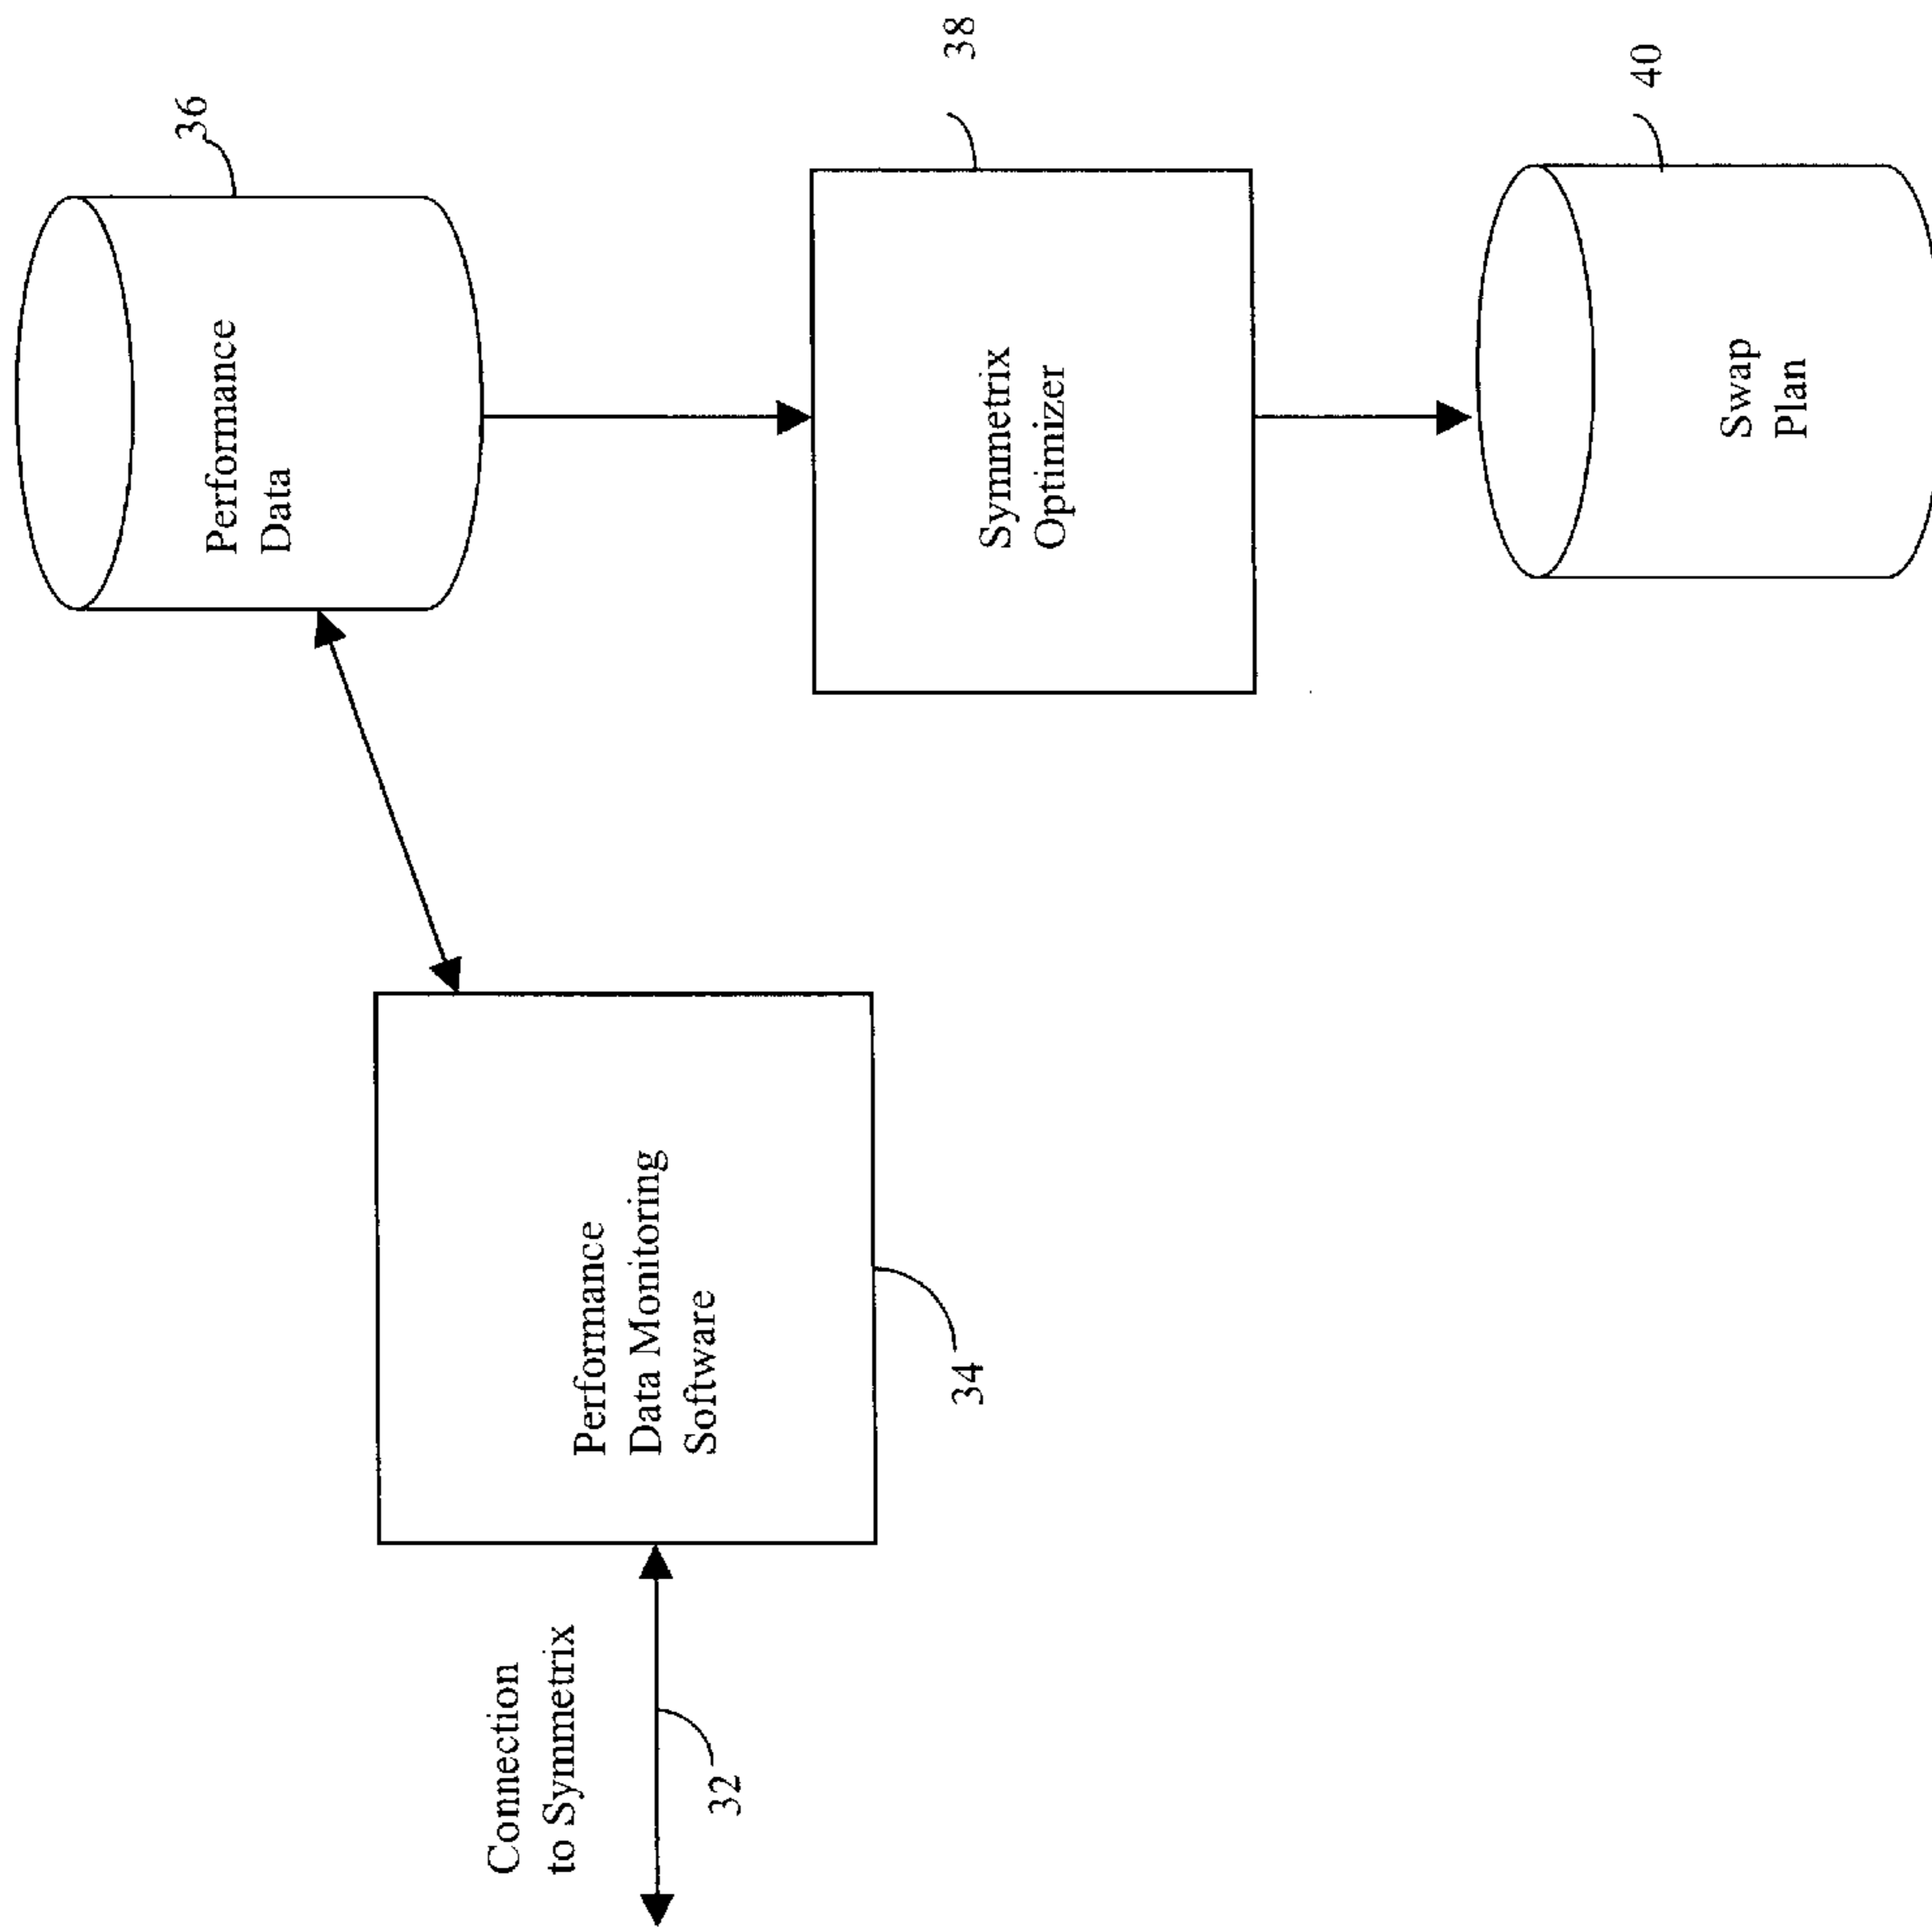 Connection
to Symmetrix
32
Performance
Data Monitoring
Software
34
36
Performance
Data
38
Symmetrix
Optimizer
40
Swap
Plan